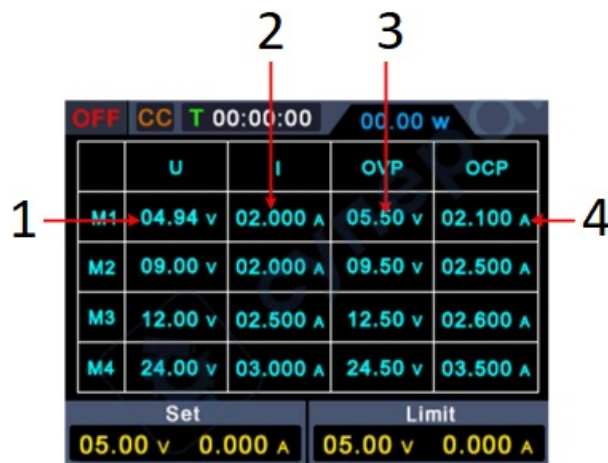 2 3
OFF CC T 00:00:00 00.00 W
U I OVP OCP
1 M1 04.94 V 02.000 A 05.50 V 02.100 A 4
M2 09.00 V 02.000 A 09.50 V 02.500 A
M3 12.00 V 02.500 A 12.50 V 02.600 A
M4 24.00 V 03.000 A 24.50 V 03.500 A
Set Limit
05.00 V 0.000 A 05.00 V 0.000 A